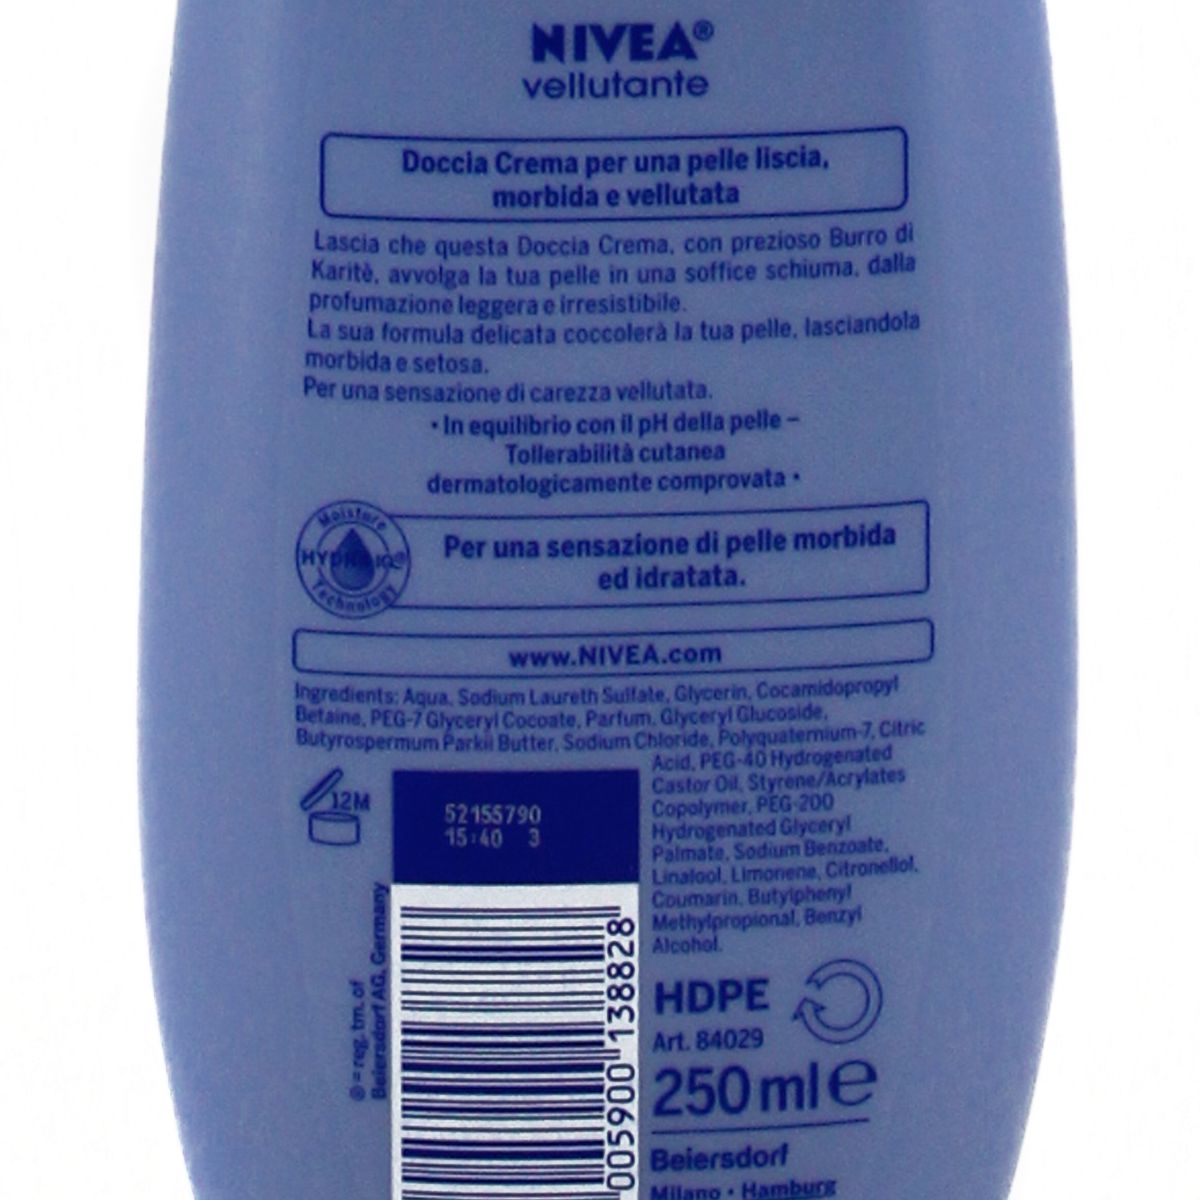 NIVEA®
vellutante
Doccia Crema per una pelle liscia,
morbida e vellutata
Lascia che questa Doccia Crema, con prezioso Burro di
Karitè, avvolga la tua pelle in una soffice schiuma, dalla
profumazione leggera e irresistibile.
La sua formula delicata coccolerà la tua pelle, lasciandola
morbida e setosa.
Per una sensazione di carezza vellutata.
• In equilibrio con il pH della pelle –
Tollerabilità cutanea
dermatologicamente comprovata •
Moisture
HYDRA IQ®
Technology
Per una sensazione di pelle morbida
ed idratata.
www.NIVEA.com
Ingredients: Aqua, Sodium Laureth Sulfate, Glycerin, Cocamidopropyl
Betaine, PEG-7 Glyceryl Cocoate, Parfum, Glyceryl Glucoside,
Butyrospermum Parkii Butter, Sodium Chloride, Polyquaternium-7, Citric
Acid, PEG-40 Hydrogenated
Castor Oil, Styrene/Acrylates
Copolymer, PEG-200
Hydrogenated Glyceryl
Palmate, Sodium Benzoate,
Linalool, Limonene, Citronellol,
Coumarin, Butylphenyl
Methylpropional, Benzyl
Alcohol.
12M
52155790
15:40 3
® = reg. tm. of
Beiersdorf AG, Germany
005900 138828
HDPE
Art. 84029
250 ml e
Beiersdorf
Milano • Hamburg